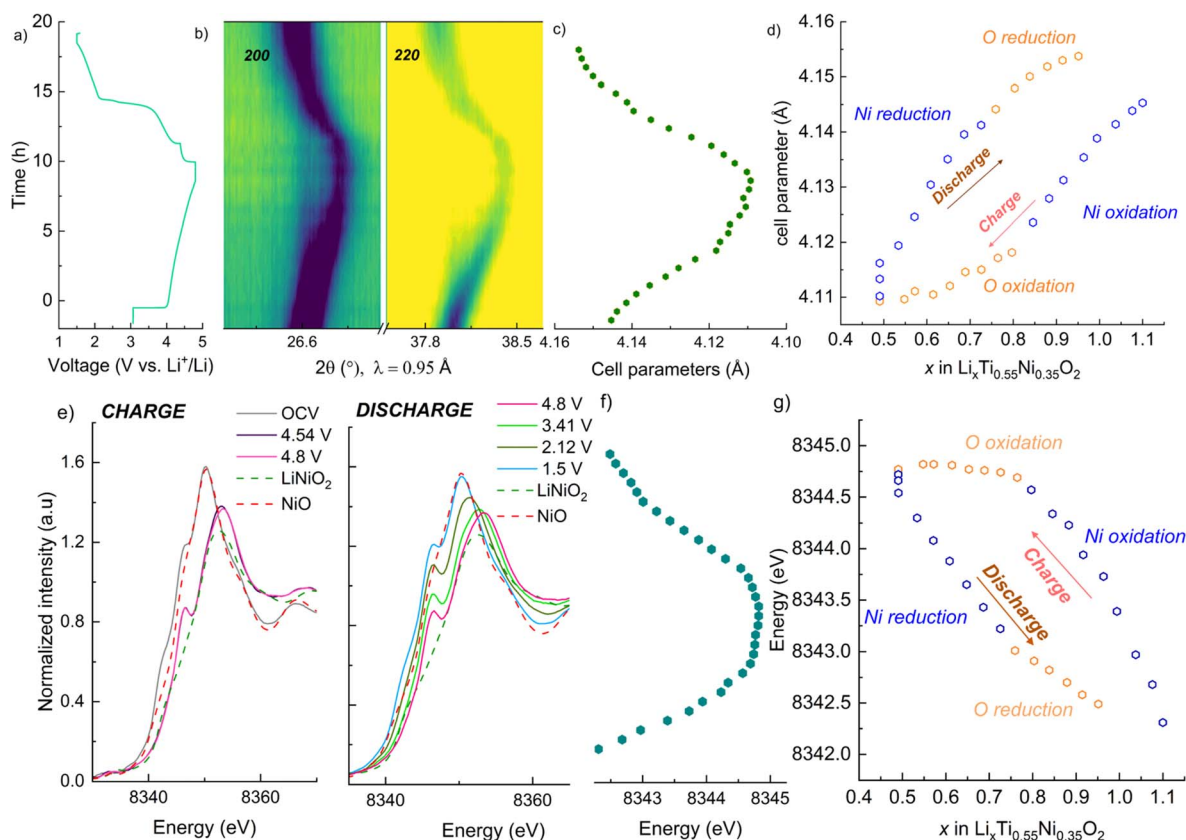 a)
20
15
10
5
0
Time (h)
1 2 3 4 5
Voltage (V vs. Li⁺/Li)
b)
200
220
26.6 37.8 38.5
2θ (°), λ = 0.95 Å
c)
4.16 4.14 4.12 4.10
Cell parameters (Å)
d)
4.16
4.15
4.14
4.13
4.12
4.11
cell parameter (Å)
O reduction
Ni reduction
Discharge
Charge
Ni oxidation
O oxidation
0.4 0.5 0.6 0.7 0.8 0.9 1.0 1.1
x in LiₓTi₀.₅₅Ni₀.₃₅O₂
e)
CHARGE
OCV
4.54 V
4.8 V
LiNiO₂
NiO
1.6
1.2
0.8
0.4
0.0
Normalized intensity (a.u)
8340 8360
Energy (eV)
DISCHARGE
4.8 V
3.41 V
2.12 V
1.5 V
LiNiO₂
NiO
8340 8360
Energy (eV)
f)
8343 8344 8345
Energy (eV)
g)
8345.0
8344.5
8344.0
8343.5
8343.0
8342.5
8342.0
Energy (eV)
O oxidation
Ni oxidation
Charge
Discharge
Ni reduction
O reduction
0.4 0.5 0.6 0.7 0.8 0.9 1.0 1.1
x in LiₓTi₀.₅₅Ni₀.₃₅O₂